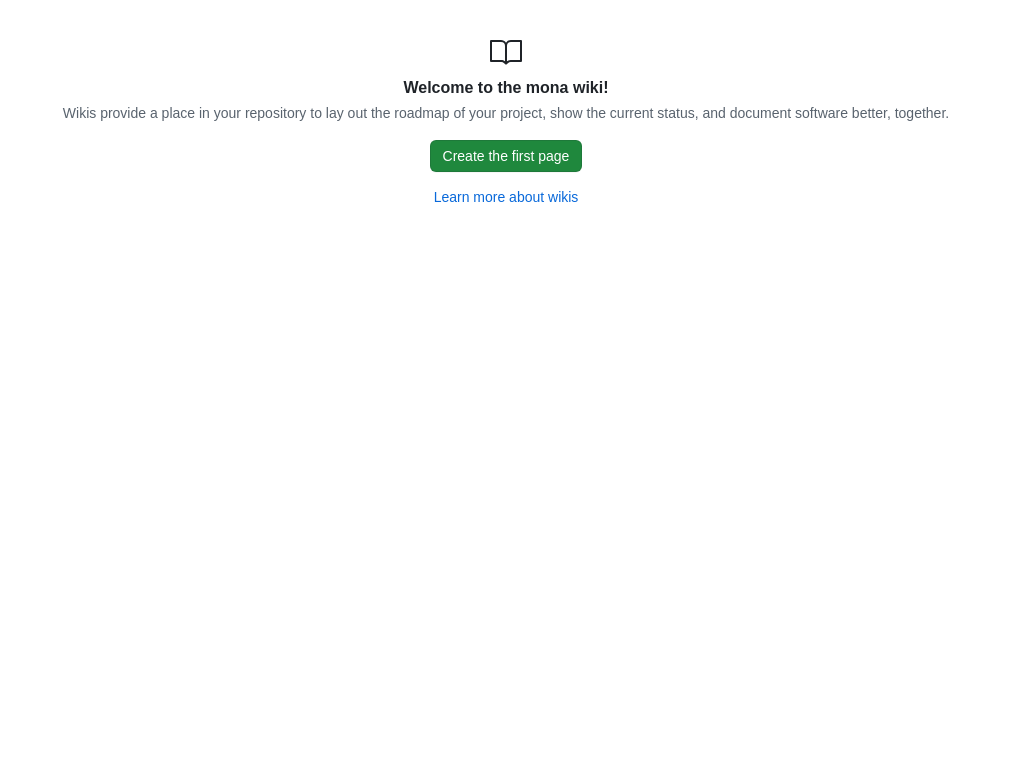 Welcome to the mona wiki!
Wikis provide a place in your repository to lay out the roadmap of your project, show the current status, and document software better, together.
Create the first page
Learn more about wikis